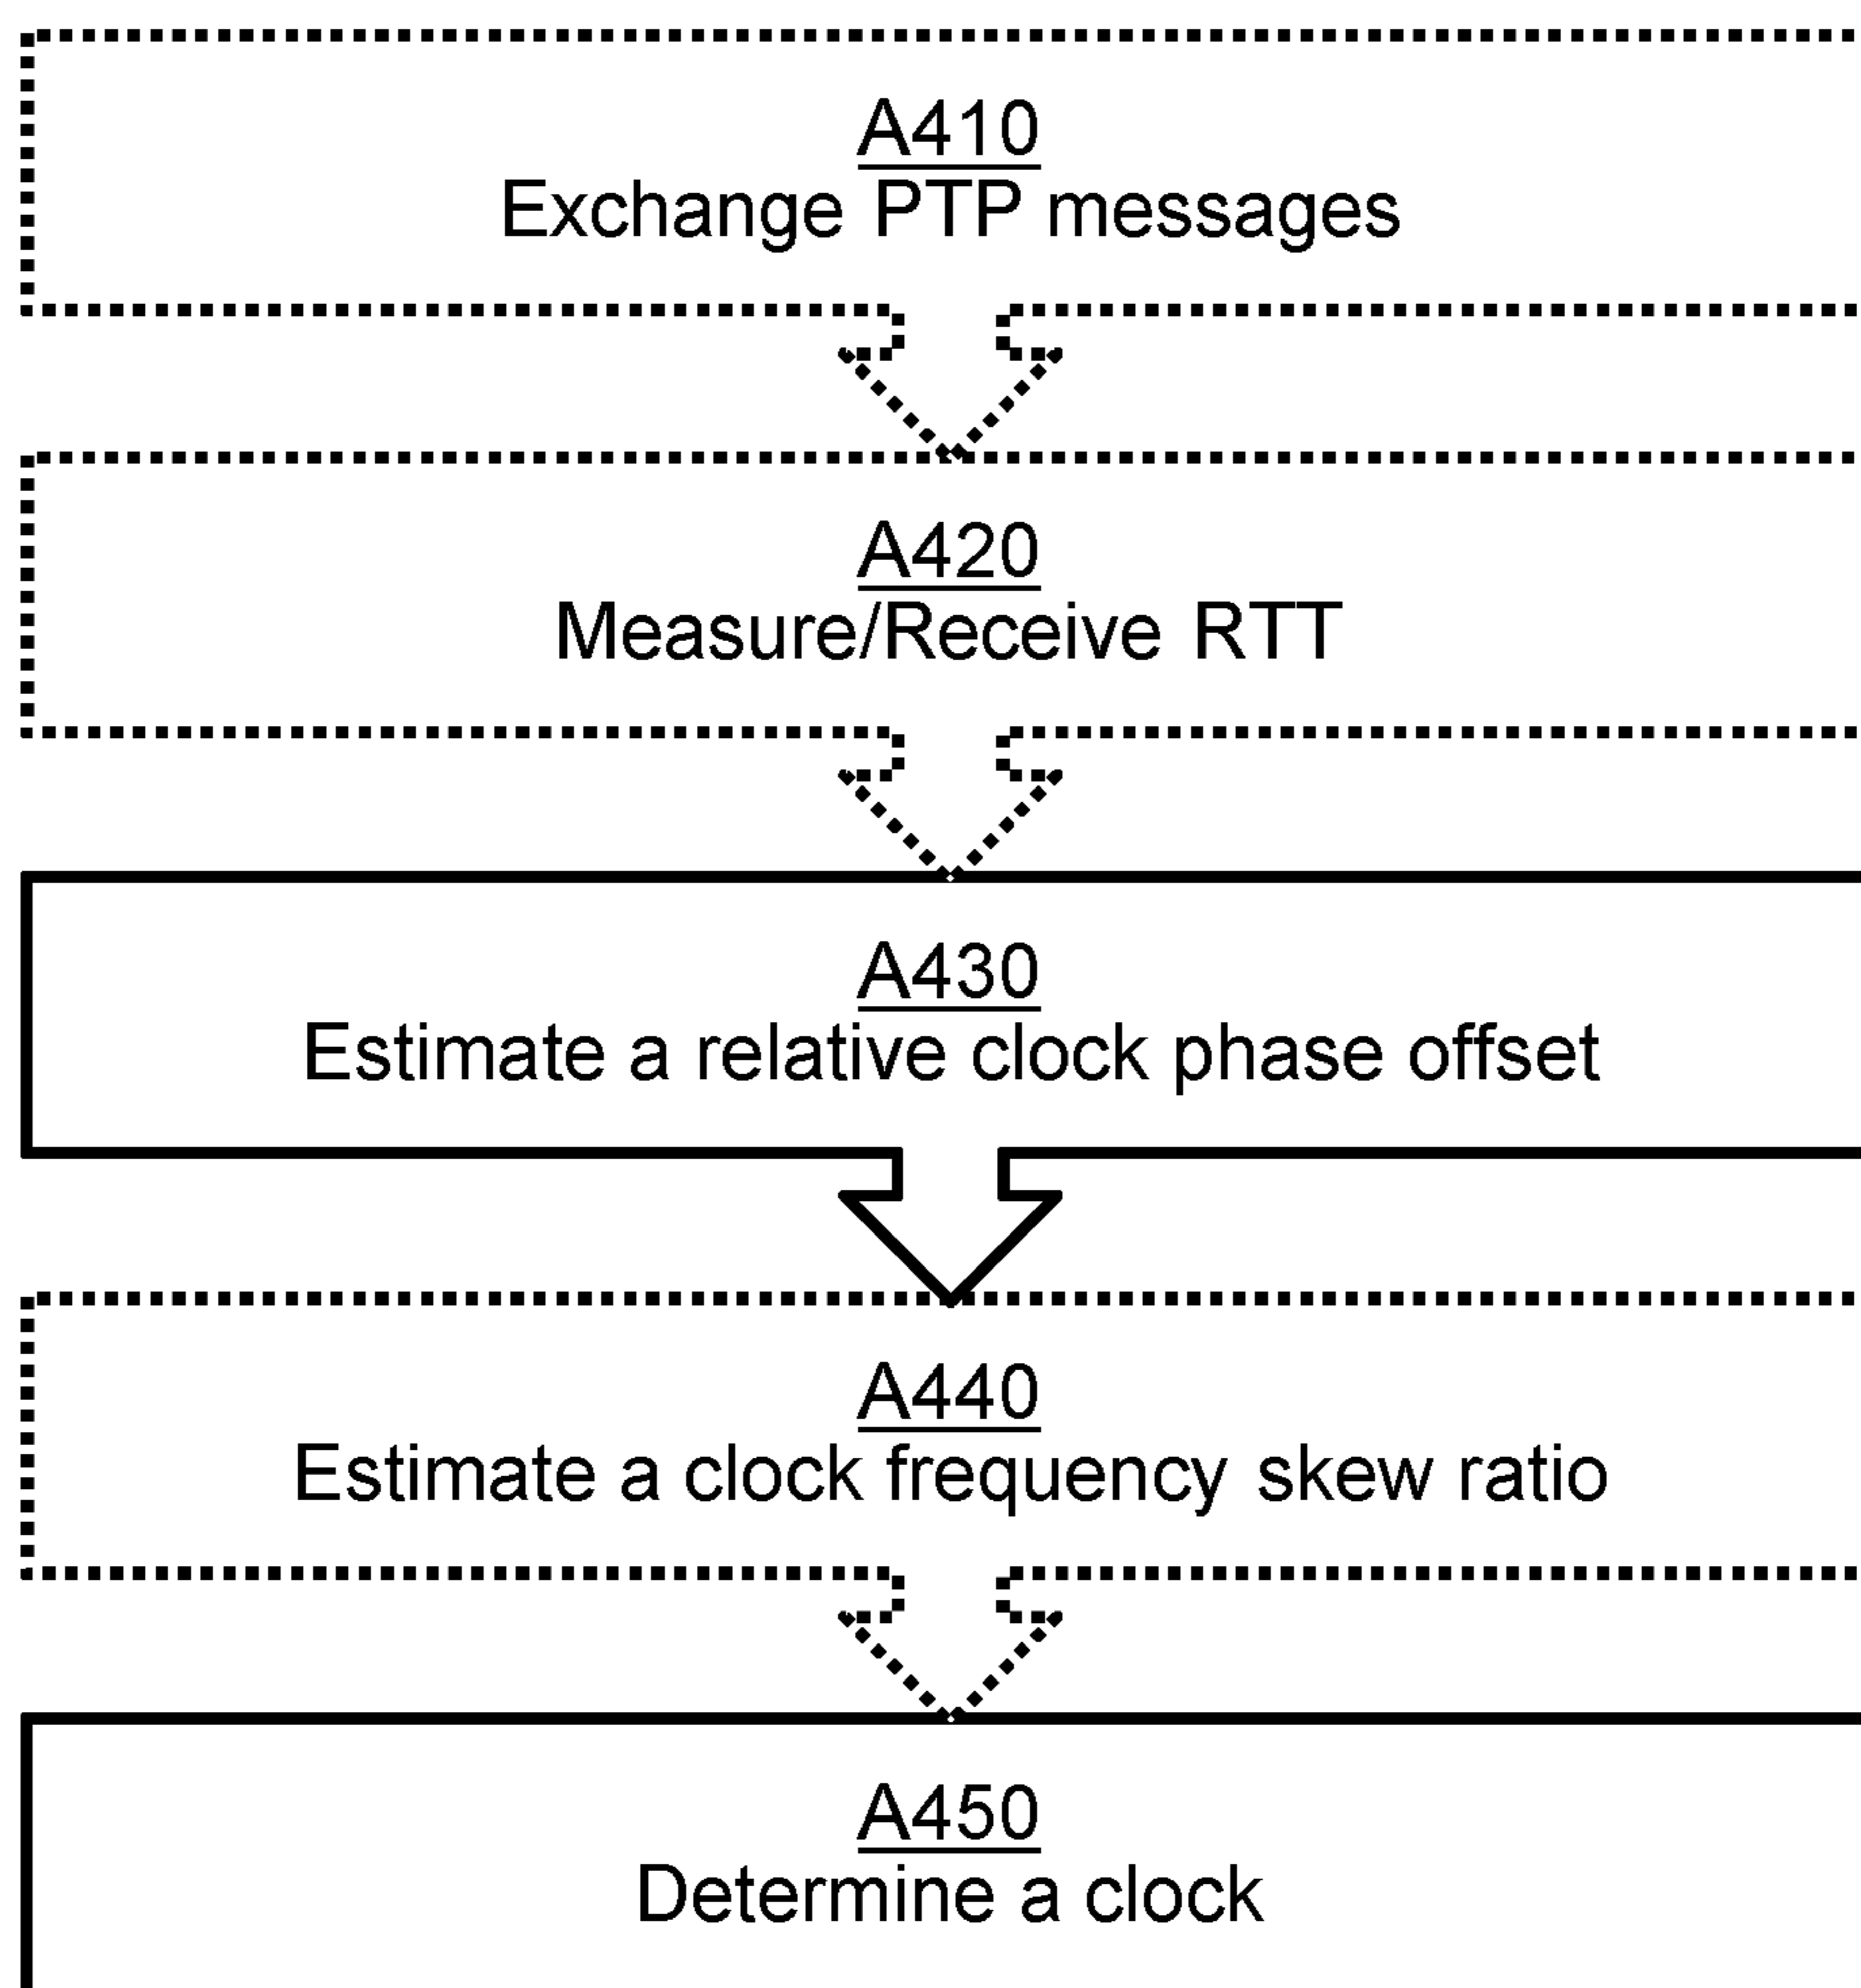 A410
Exchange PTP messages
A420
Measure/Receive RTT
A430
Estimate a relative clock phase offset
A440
Estimate a clock frequency skew ratio
A450
Determine a clock